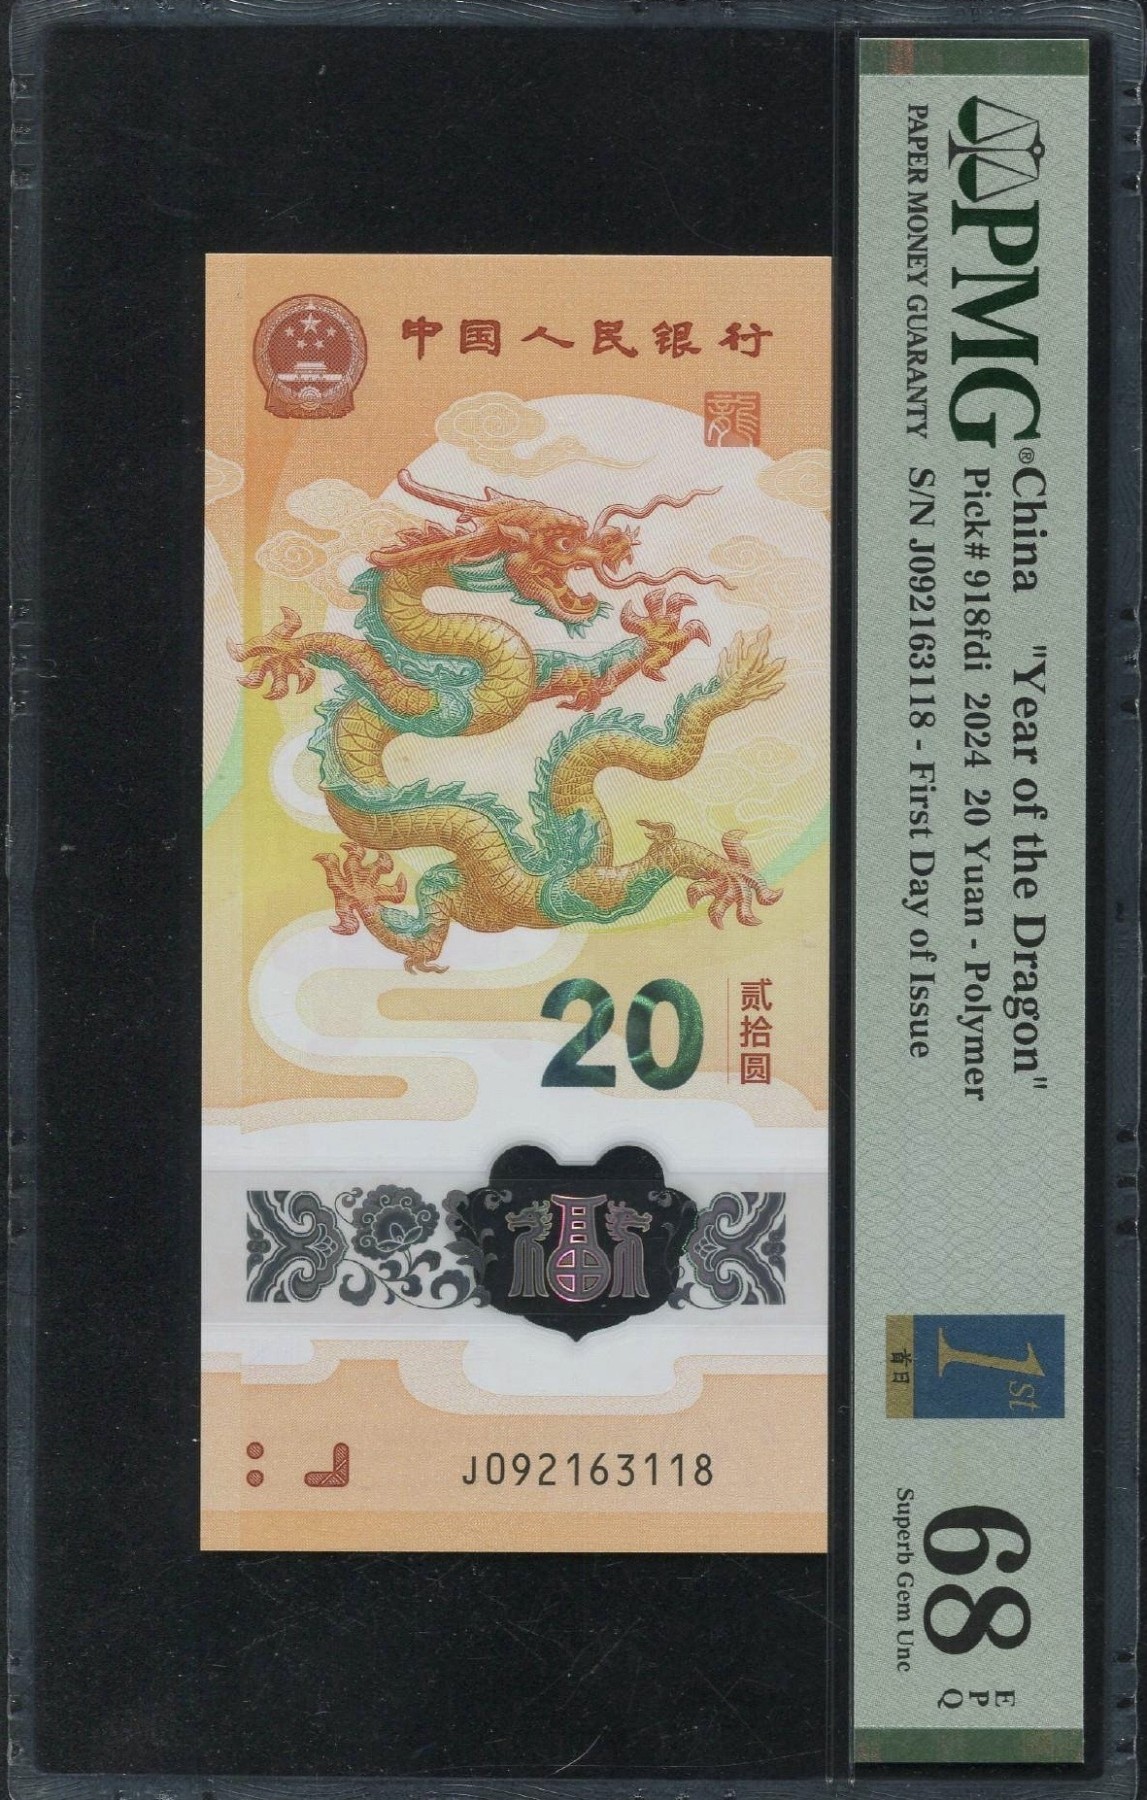 中国人民银行
龍
20
贰拾圆
福
J092163118
PMG®
PAPER MONEY GUARANTY
China "Year of the Dragon"
Pick# 918fdi 2024 20 Yuan - Polymer
S/N J092163118 - First Day of Issue
1st
首日
68
EPQ
Superb Gem Unc